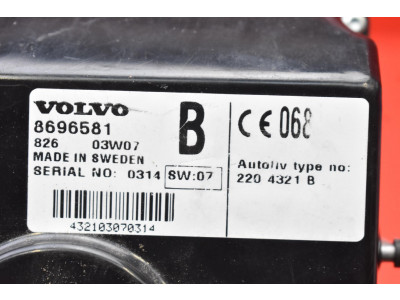 VOLVO
8696581
826 03W07
MADE IN SWEDEN
SERIAL NO: 0314 SW:07
432103070314
B
CE 068
Autoliv type no:
220 4321 B